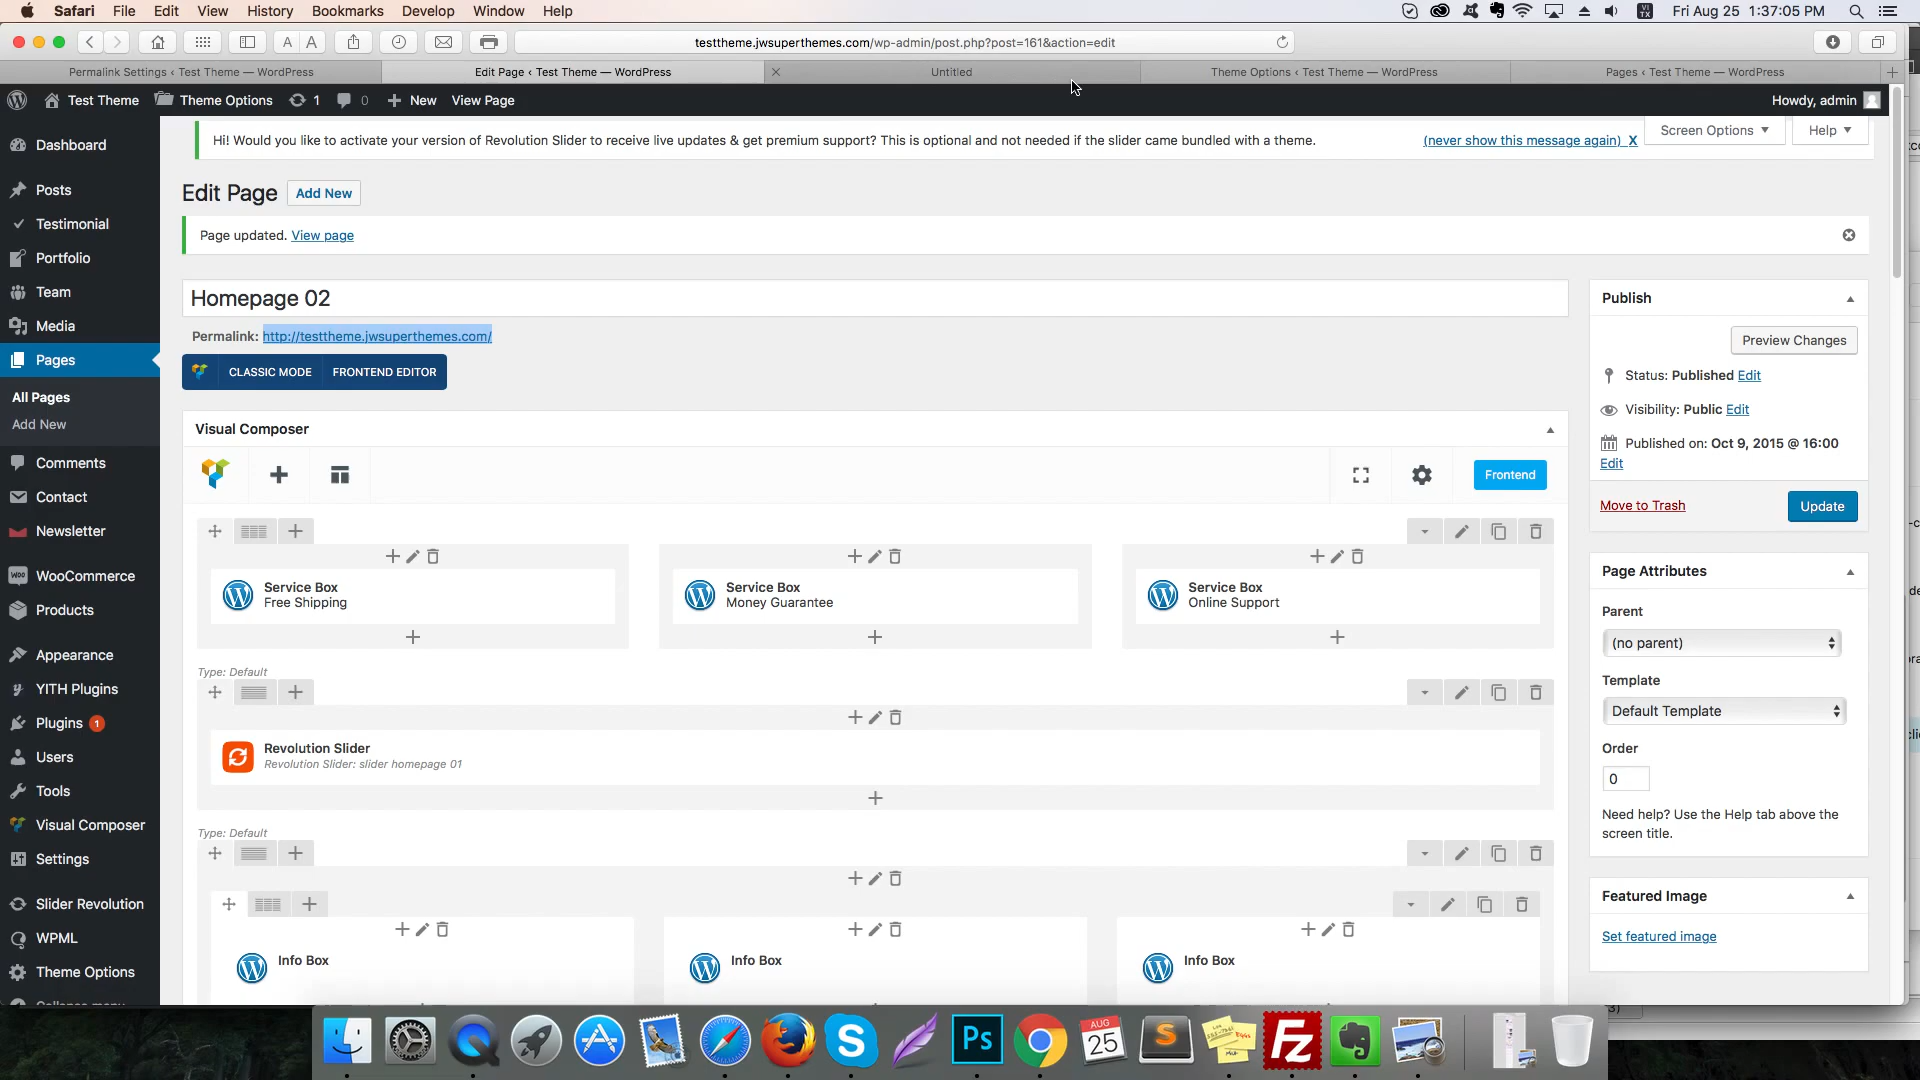 Safari File Edit View History Bookmarks Develop Window Help
Fri Aug 25 1:37:05 PM
A A
testtheme.jwsuperthemes.com/wp-admin/post.php?post=161&action=edit
Permalink Settings ‹ Test Theme — WordPress
Edit Page ‹ Test Theme — WordPress
Untitled
Theme Options ‹ Test Theme — WordPress
Pages ‹ Test Theme — WordPress
Test Theme
Theme Options
1
0
New
View Page
Howdy, admin
Hi! Would you like to activate your version of Revolution Slider to receive live updates & get premium support? This is optional and not needed if the slider came bundled with a theme.
(never show this message again) X
Screen Options
Help
Dashboard
Posts
Testimonial
Portfolio
Team
Media
Pages
All Pages
Add New
Comments
Contact
Newsletter
WooCommerce
Products
Appearance
YITH Plugins
Plugins 1
Users
Tools
Visual Composer
Settings
Slider Revolution
WPML
Theme Options
Collapse menu
Edit Page Add New
Page updated. View page
Homepage 02
Permalink: http://testtheme.jwsuperthemes.com/
CLASSIC MODE FRONTEND EDITOR
Visual Composer
Frontend
Service Box
Free Shipping
Service Box
Money Guarantee
Service Box
Online Support
Type: Default
Revolution Slider
Revolution Slider: slider homepage 01
Type: Default
Info Box
Info Box
Info Box
Publish
Preview Changes
Status: Published Edit
Visibility: Public Edit
Published on: Oct 9, 2015 @ 16:00
Edit
Move to Trash
Update
Page Attributes
Parent
(no parent)
Template
Default Template
Order
0
Need help? Use the Help tab above the
screen title.
Featured Image
Set featured image
Ps
AUG
25
S
Fz